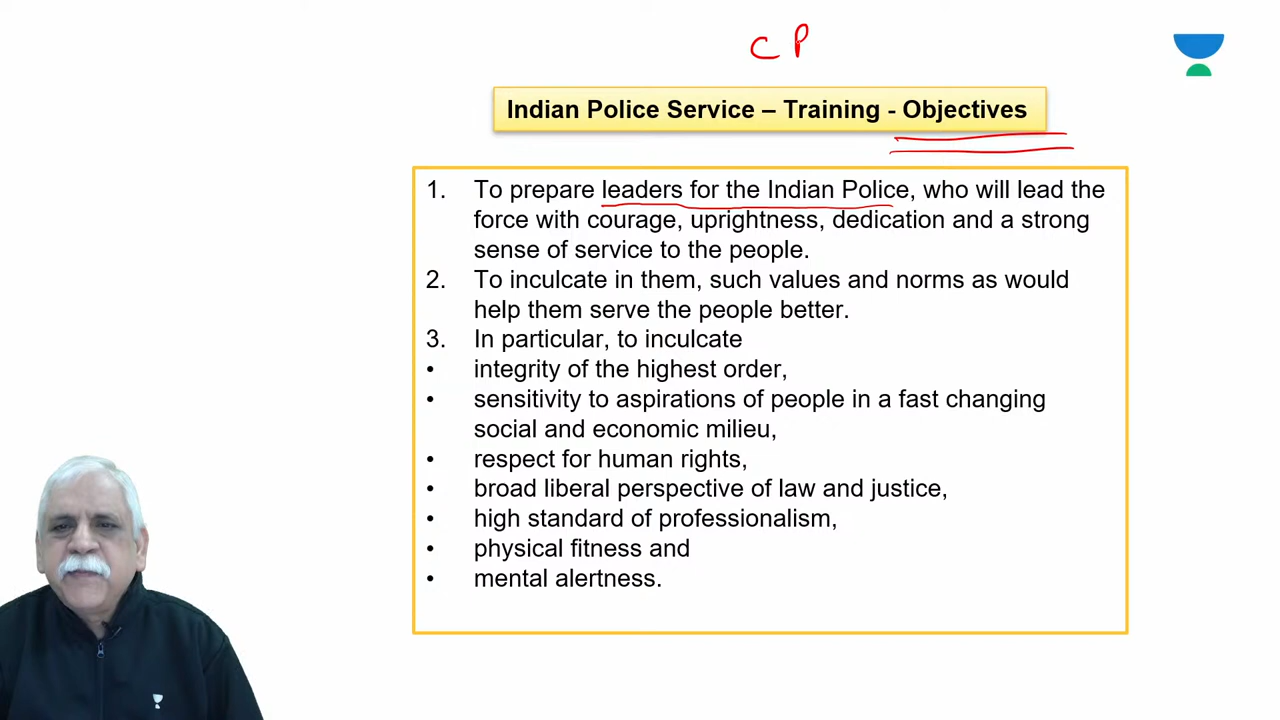 C P
Indian Police Service – Training - Objectives
1. To prepare leaders for the Indian Police, who will lead the
force with courage, uprightness, dedication and a strong
sense of service to the people.
2. To inculcate in them, such values and norms as would
help them serve the people better.
3. In particular, to inculcate
• integrity of the highest order,
• sensitivity to aspirations of people in a fast changing
social and economic milieu,
• respect for human rights,
• broad liberal perspective of law and justice,
• high standard of professionalism,
• physical fitness and
• mental alertness.